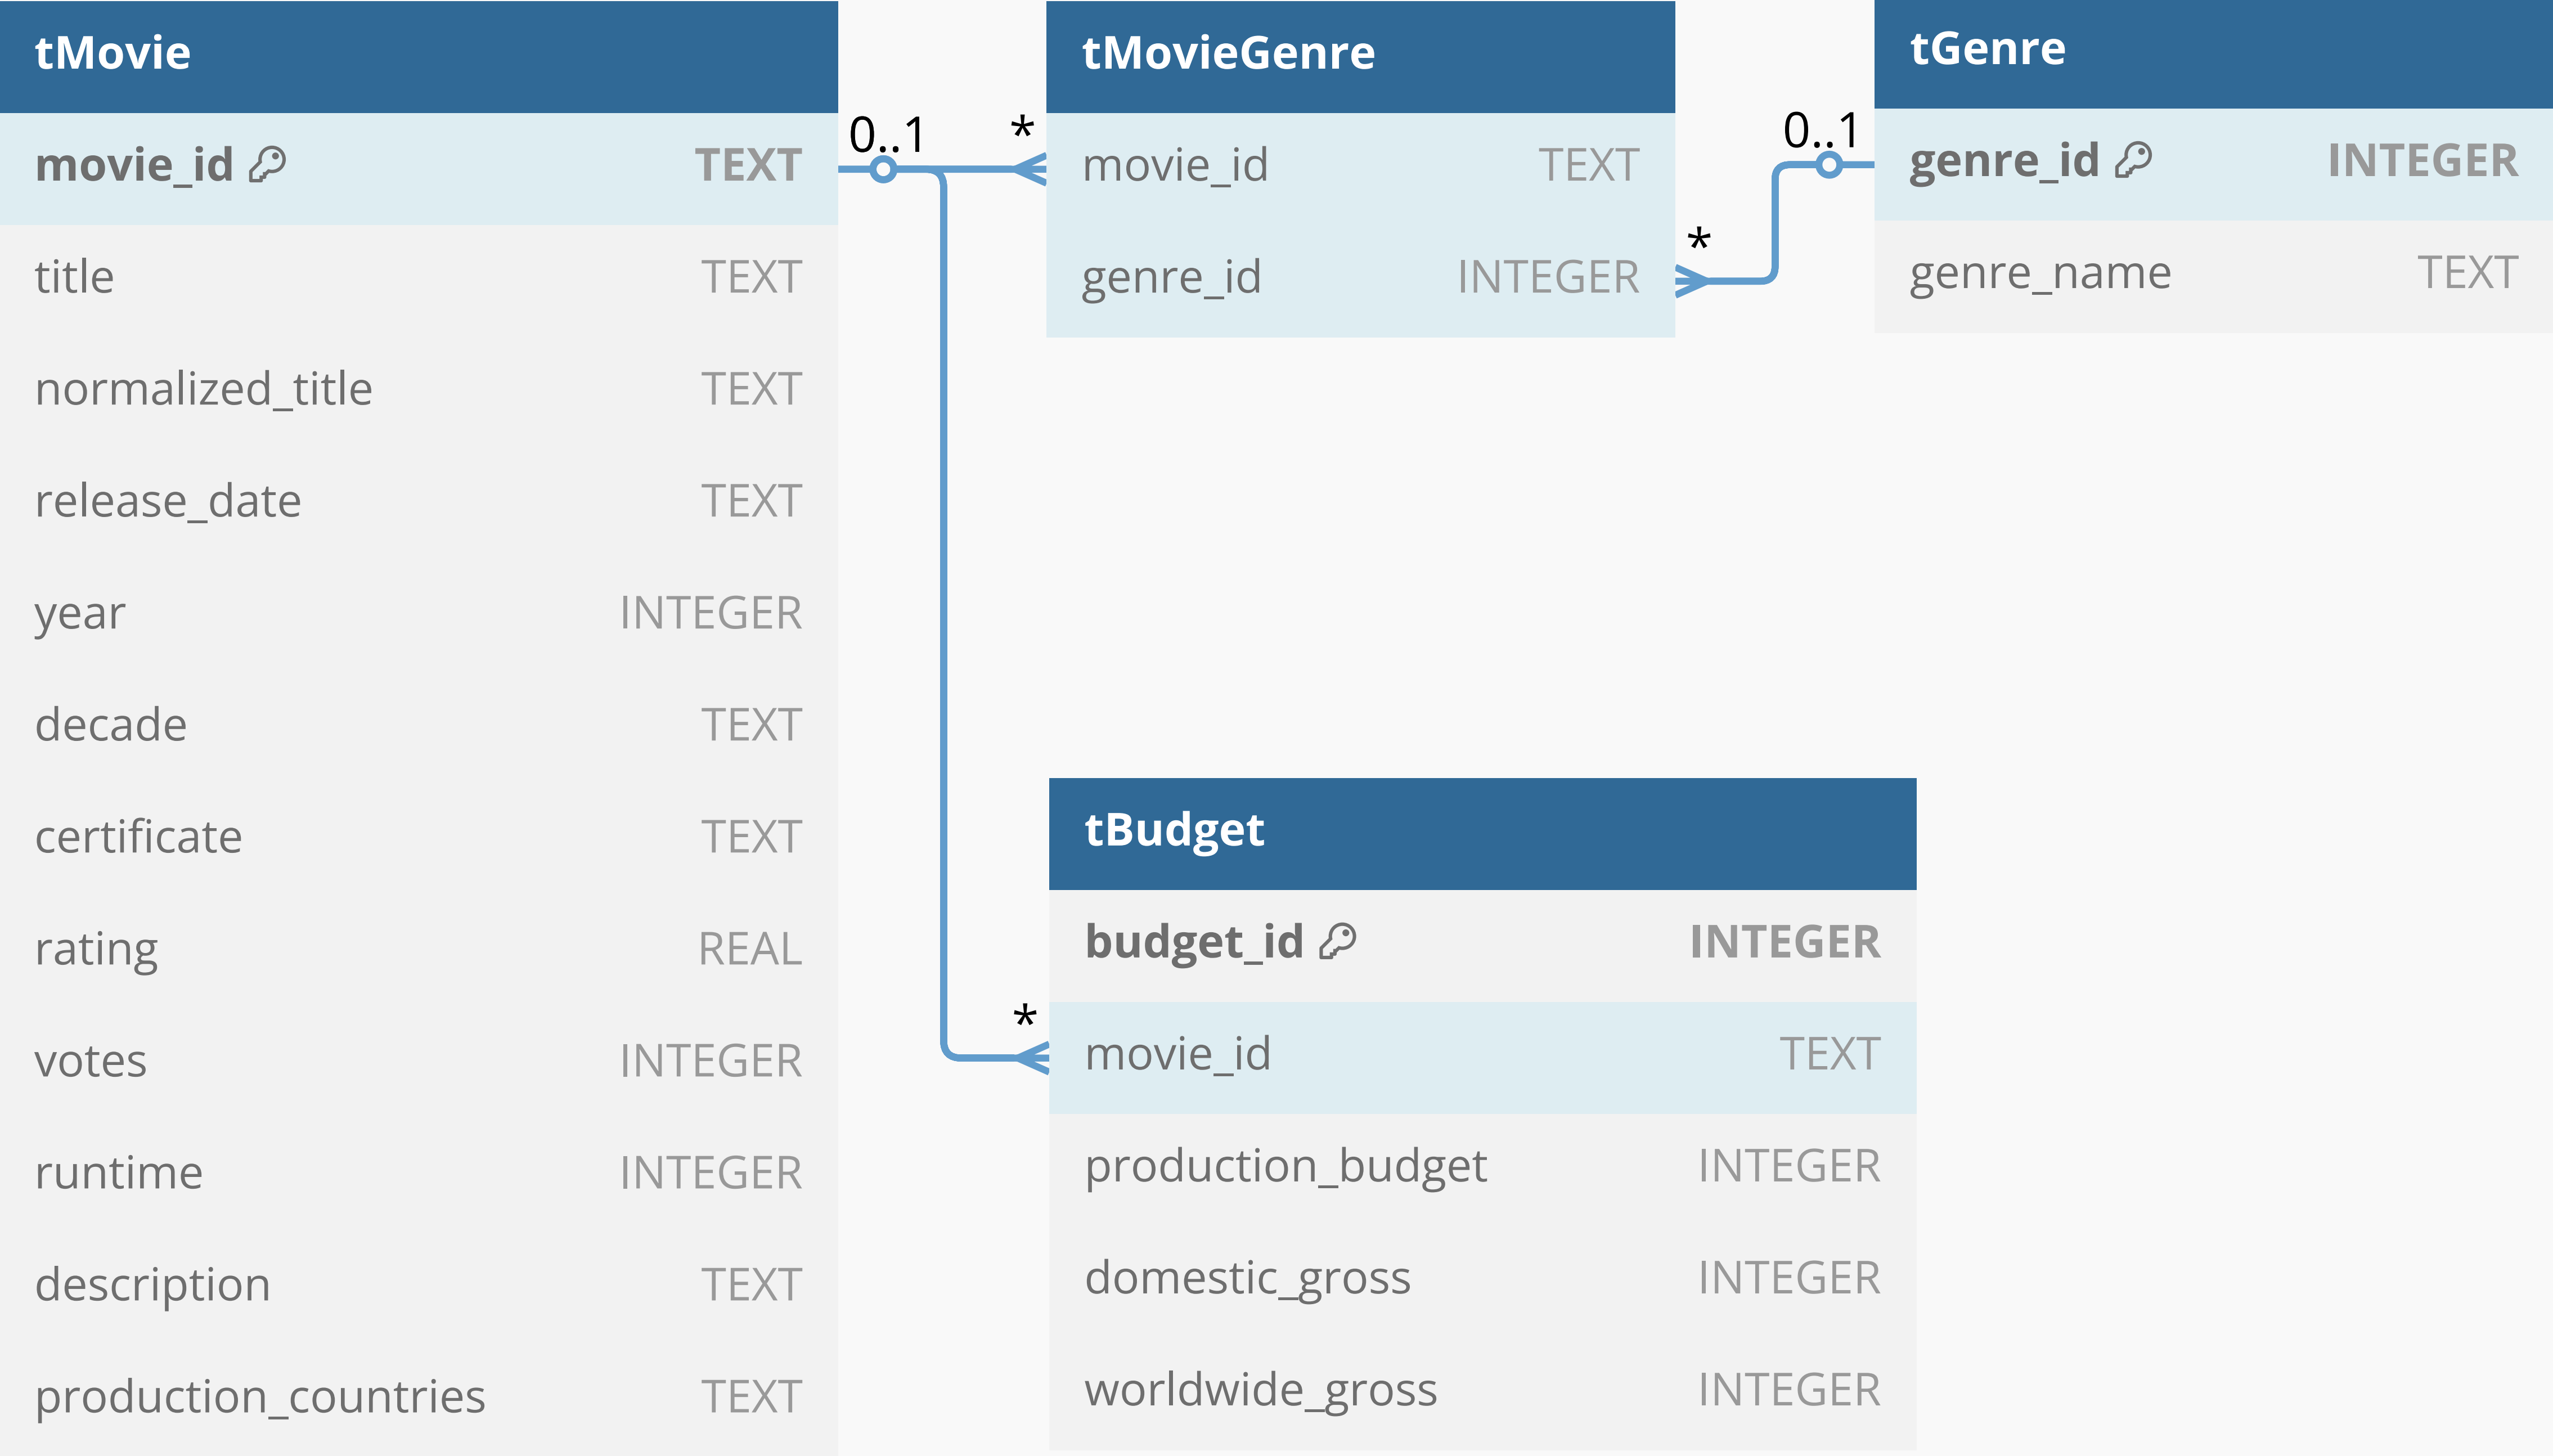 tMovie
movie_id TEXT
title TEXT
normalized_title TEXT
release_date TEXT
year INTEGER
decade TEXT
certificate TEXT
rating REAL
votes INTEGER
runtime INTEGER
description TEXT
production_countries TEXT
0..1
*
tMovieGenre
movie_id TEXT
genre_id INTEGER
*
0..1
tGenre
genre_id INTEGER
genre_name TEXT
*
tBudget
budget_id INTEGER
movie_id TEXT
production_budget INTEGER
domestic_gross INTEGER
worldwide_gross INTEGER